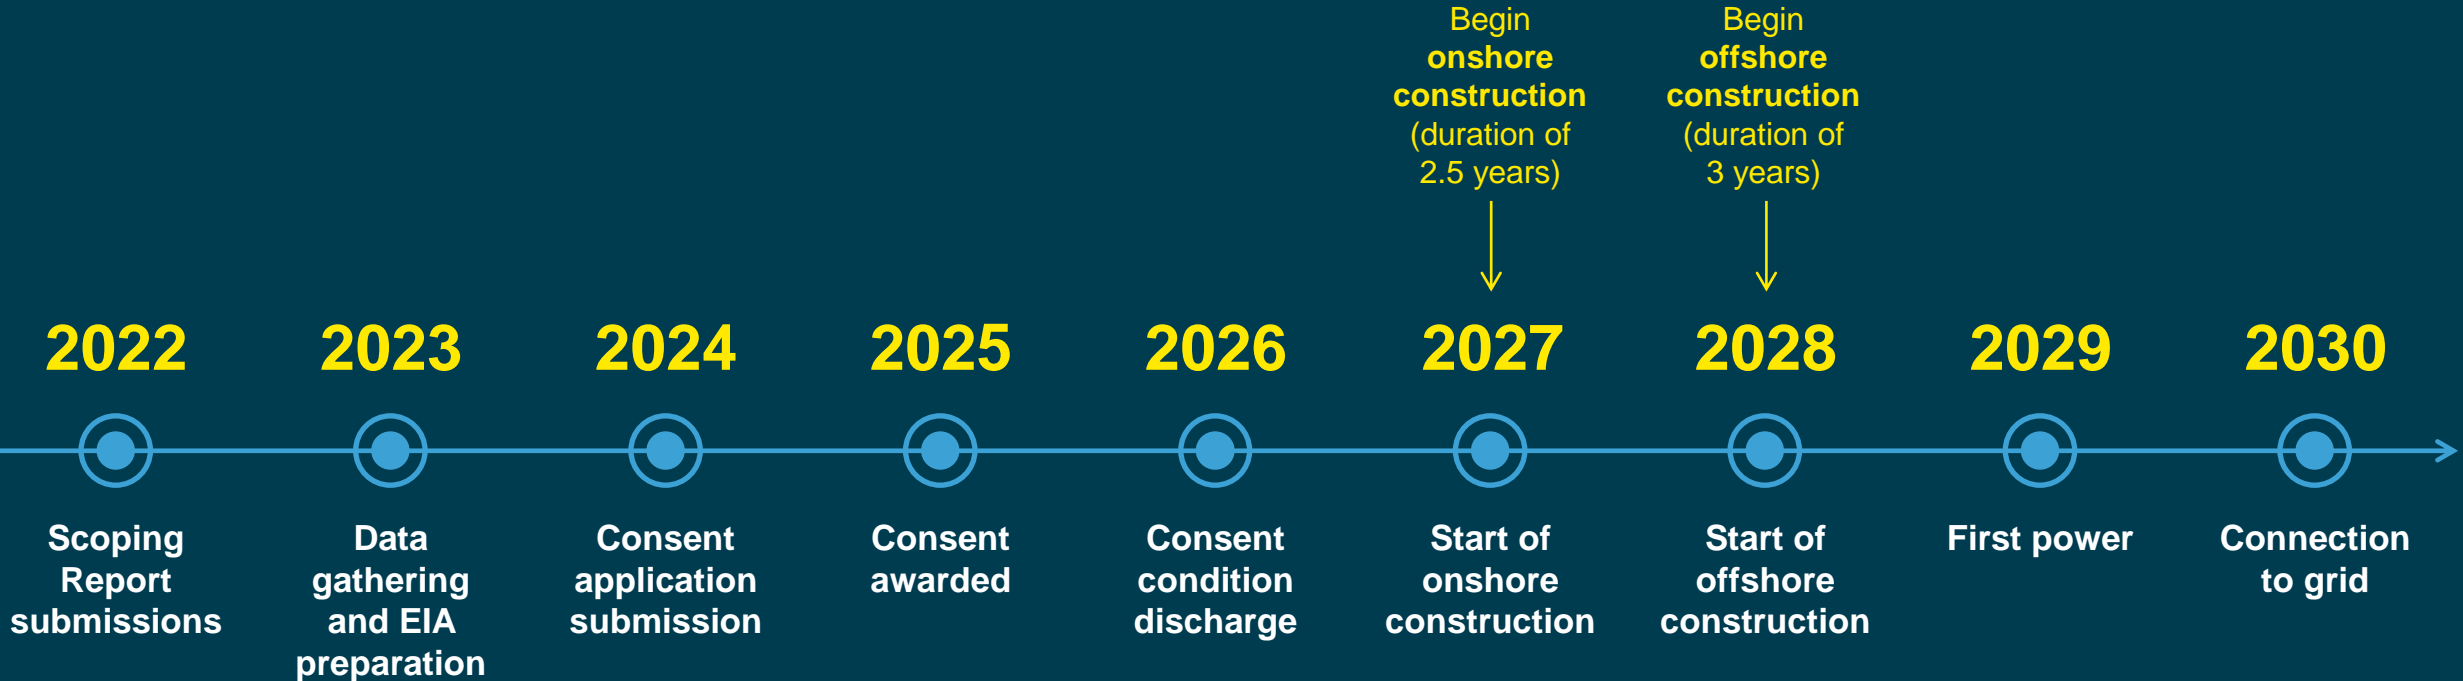 Begin
onshore
construction
(duration of
2.5 years)
Begin
offshore
construction
(duration of
3 years)
2022
2023
2024
2025
2026
2027
2028
2029
2030
Scoping
Report
submissions
Data
gathering
and EIA
preparation
Consent
application
submission
Consent
awarded
Consent
condition
discharge
Start of
onshore
construction
Start of
offshore
construction
First power
Connection
to grid